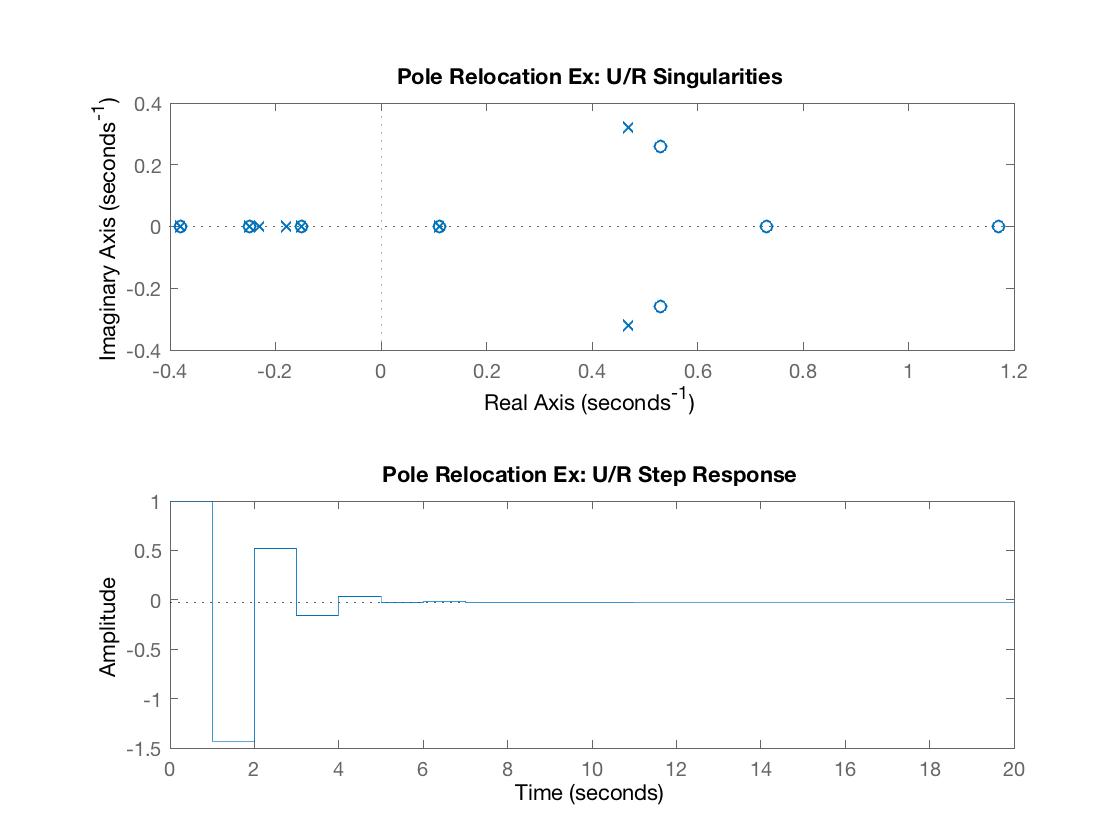 Pole Relocation Ex: U/R Singularities
Imaginary Axis (seconds⁻¹)
0.4
0.2
0
-0.2
-0.4
-0.4 -0.2 0 0.2 0.4 0.6 0.8 1 1.2
Real Axis (seconds⁻¹)
Pole Relocation Ex: U/R Step Response
Amplitude
1
0.5
0
-0.5
-1
-1.5
0 2 4 6 8 10 12 14 16 18 20
Time (seconds)